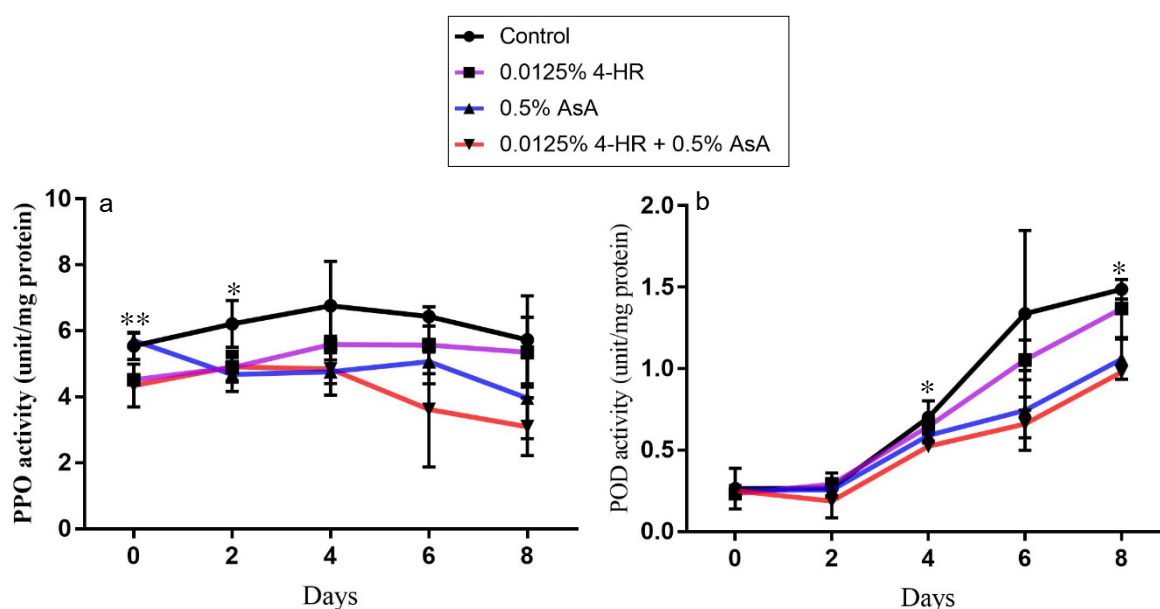 Control
0.0125% 4-HR
0.5% AsA
0.0125% 4-HR + 0.5% AsA
a
PPO activity (unit/mg protein)
10
8
6
4
2
0
**
*
0 2 4 6 8
Days
b
POD activity (unit/mg protein)
2.0
1.5
1.0
0.5
0.0
*
*
0 2 4 6 8
Days